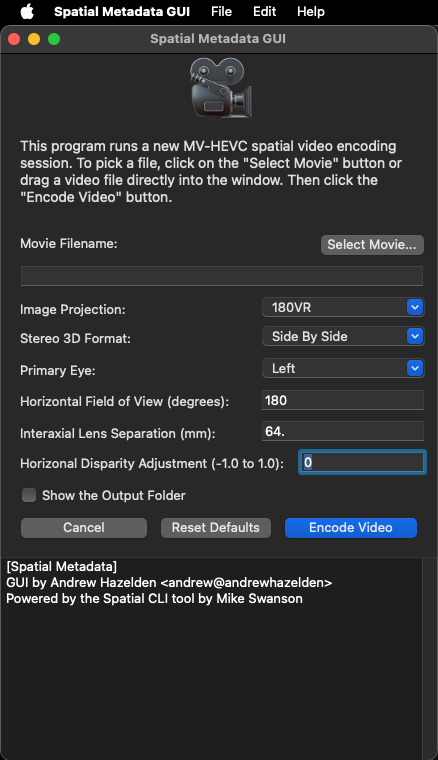 Spatial Metadata GUI File Edit Help
Spatial Metadata GUI
This program runs a new MV-HEVC spatial video encoding
session. To pick a file, click on the "Select Movie" button or
drag a video file directly into the window. Then click the
"Encode Video" button.
Movie Filename: Select Movie...
Image Projection: 180VR
Stereo 3D Format: Side By Side
Primary Eye: Left
Horizontal Field of View (degrees): 180
Interaxial Lens Separation (mm): 64.
Horizonal Disparity Adjustment (-1.0 to 1.0): 0
Show the Output Folder
Cancel Reset Defaults Encode Video
[Spatial Metadata]
GUI by Andrew Hazelden <andrew@andrewhazelden>
Powered by the Spatial CLI tool by Mike Swanson